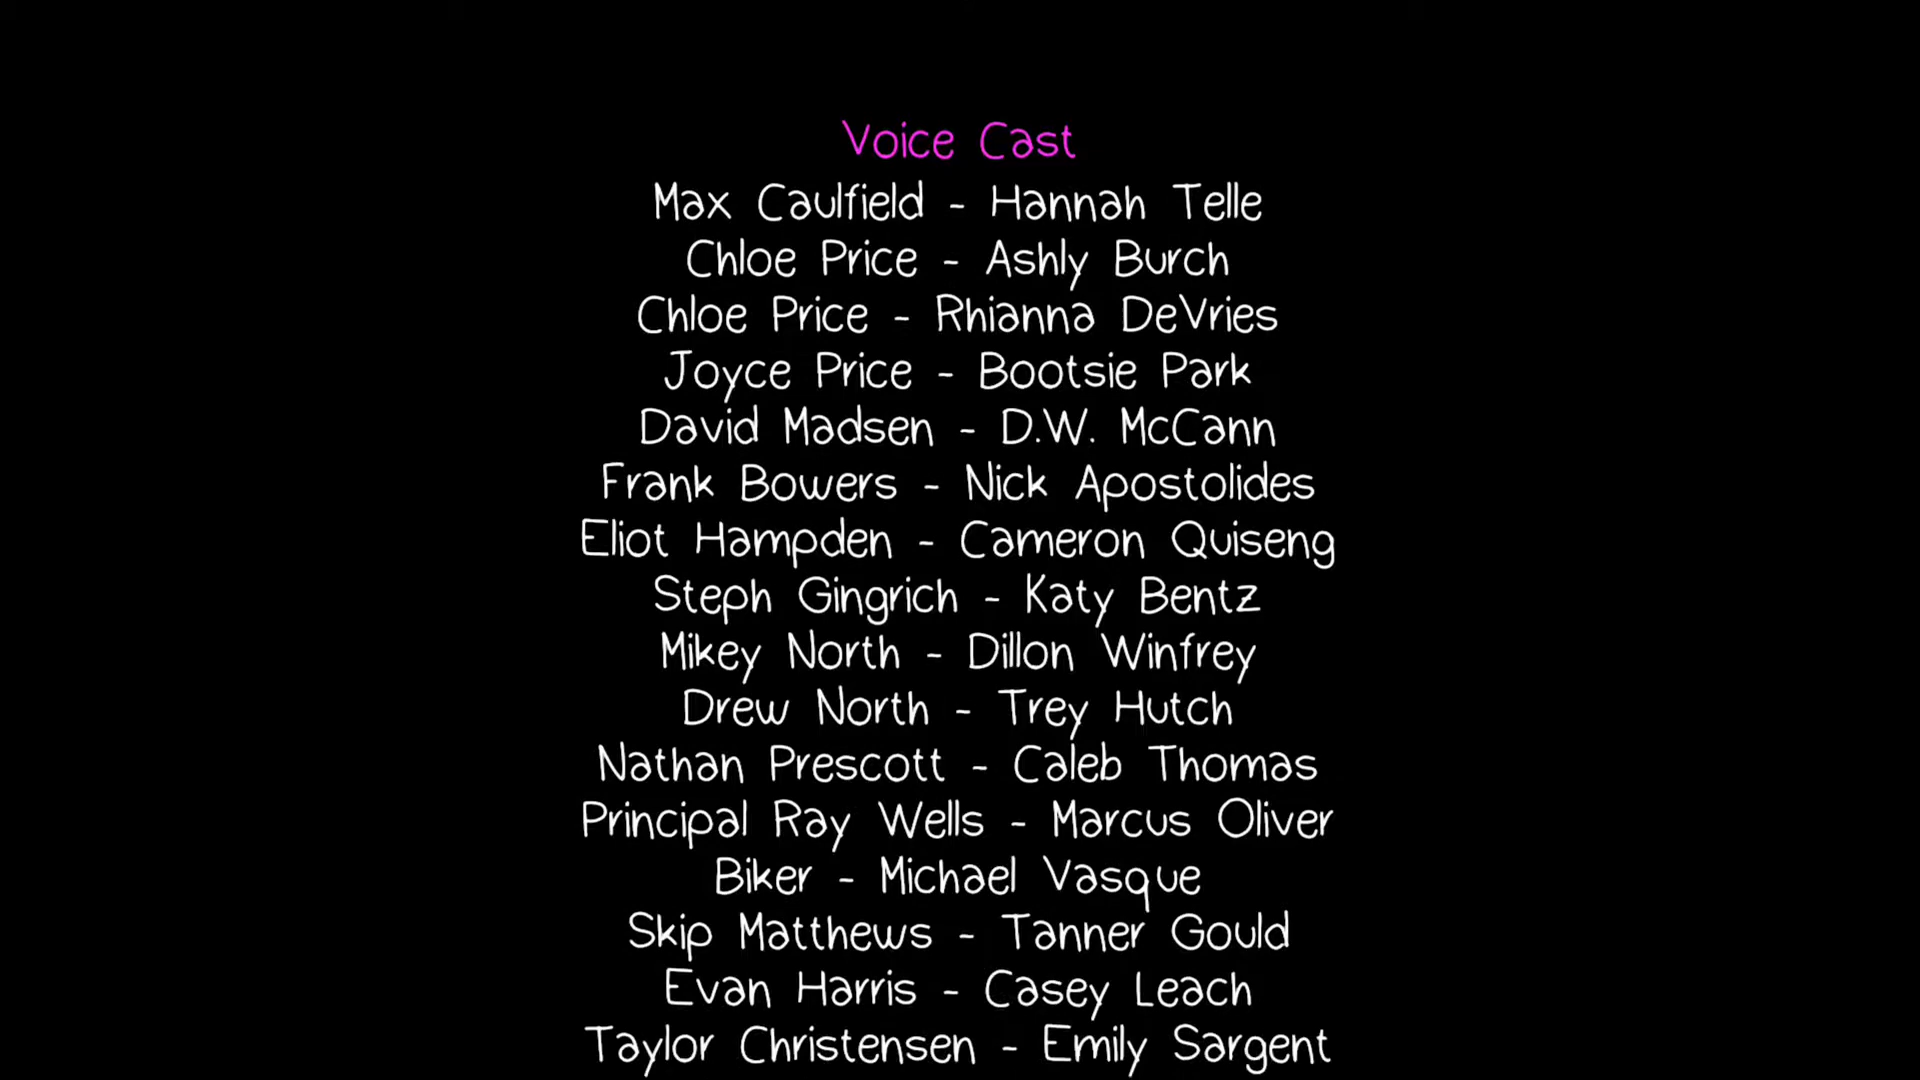 Voice Cast
Max Caulfield - Hannah Telle
Chloe Price - Ashly Burch
Chloe Price - Rhianna DeVries
Joyce Price - Bootsie Park
David Madsen - D.W. McCann
Frank Bowers - Nick Apostolides
Eliot Hampden - Cameron Quiseng
Steph Gingrich - Katy Bentz
Mikey North - Dillon Winfrey
Drew North - Trey Hutch
Nathan Prescott - Caleb Thomas
Principal Ray Wells - Marcus Oliver
Biker - Michael Vasque
Skip Matthews - Tanner Gould
Evan Harris - Casey Leach
Taylor Christensen - Emily Sargent